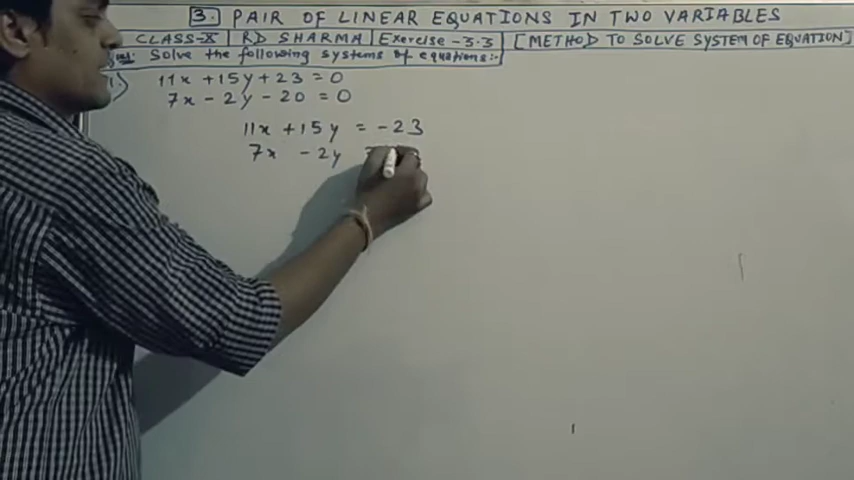 3. PAIR OF LINEAR EQUATIONS IN TWO VARIABLES
CLASS-X | RD SHARMA | Exercise-3.3 [METHOD TO SOLVE SYSTEM OF EQUATION]
Solve the following systems of equations:-
1.) 11x + 15y + 23 = 0
7x - 2y - 20 = 0
11x + 15y = -23
7x - 2y